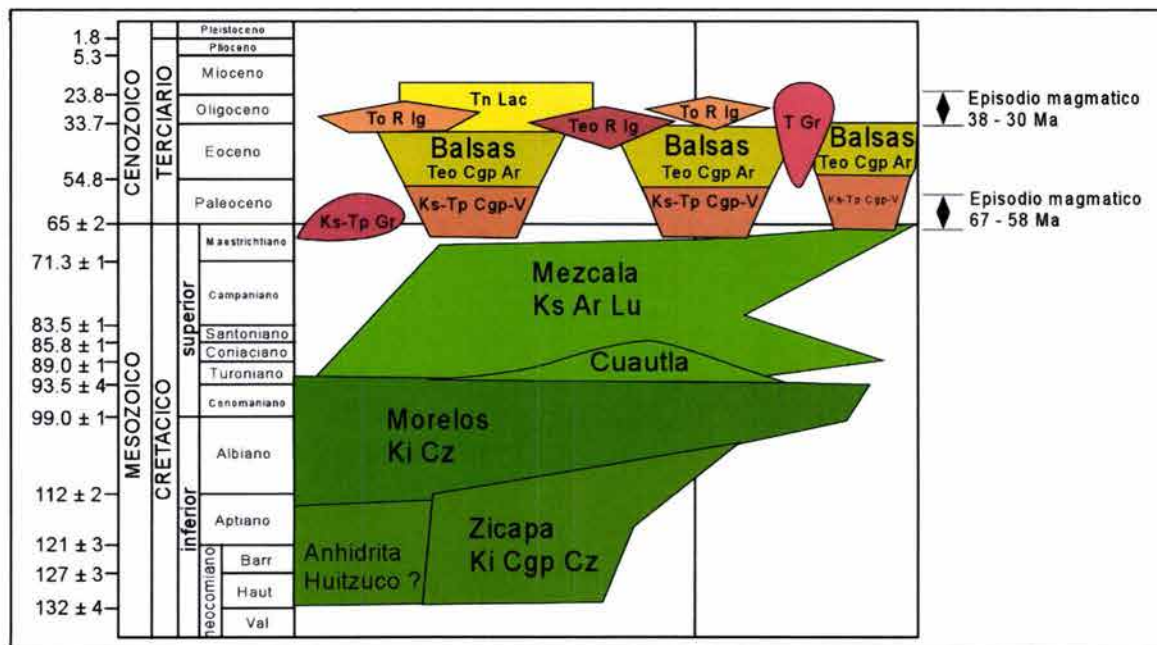 Pleistoceno
1.8
Plioceno
5.3
Mioceno
23.8
Oligoceno
33.7
Eoceno
54.8
Paleoceno
65 ± 2
CENOZOICO
TERCIARIO
Tn Lac
To R Ig
Teo R Ig
To R Ig
T Gr
Balsas
Teo Cgp Ar
Balsas
Teo Cgp Ar
Balsas
Teo Cgp Ar
Ks-Tp Gr
Ks-Tp Cgp-V
Ks-Tp Cgp-V
Ks-Tp Cgp-V
Episodio magmatico
38 - 30 Ma
Episodio magmatico
67 - 58 Ma
MESOZOICO
CRETACICO
superior
inferior
neocomiano
Maestrichtiano
71.3 ± 1
Campaniano
83.5 ± 1
Santoniano
85.8 ± 1
Coniaciano
89.0 ± 1
Turoniano
93.5 ± 4
Cenomaniano
99.0 ± 1
Albiano
112 ± 2
Aptiano
121 ± 3
Barr
127 ± 3
Haut
132 ± 4
Val
Mezcala
Ks Ar Lu
Cuautla
Morelos
Ki Cz
Zicapa
Ki Cgp Cz
Anhidrita
Huitzuco ?